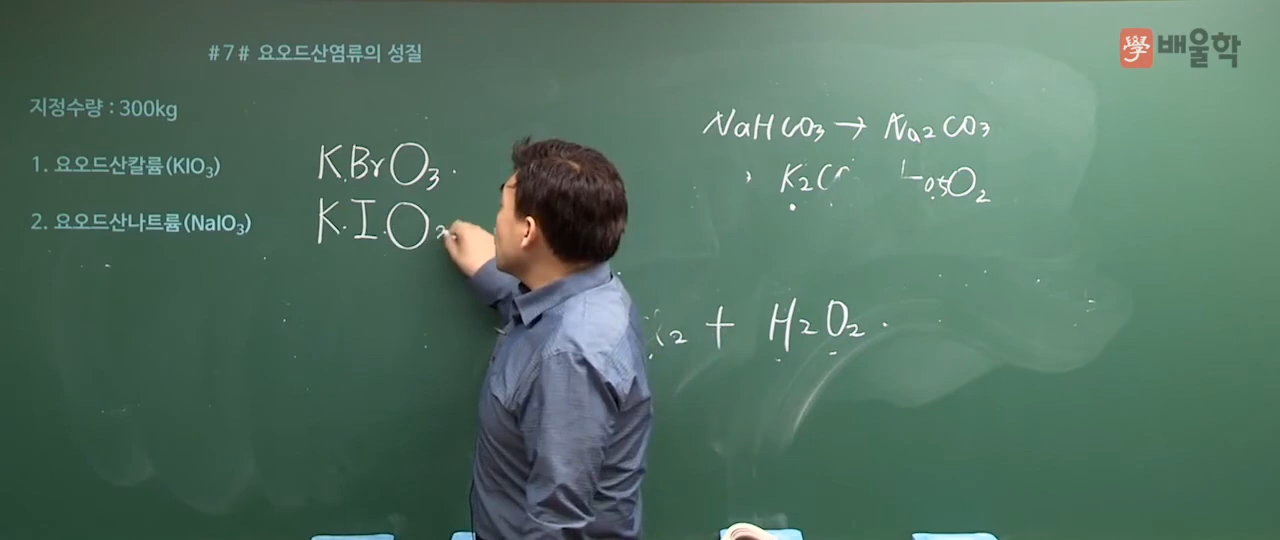 #7# 요오드산염류의 성질
學 배울학
지정수량 : 300kg
1. 요오드산칼륨(KIO₃)
2. 요오드산나트륨(NaIO₃)
KBrO₃.
K.I.O
NaHCO₃ → Na₂CO₃
K₂C
0.5O₂
₂ + H₂O₂.